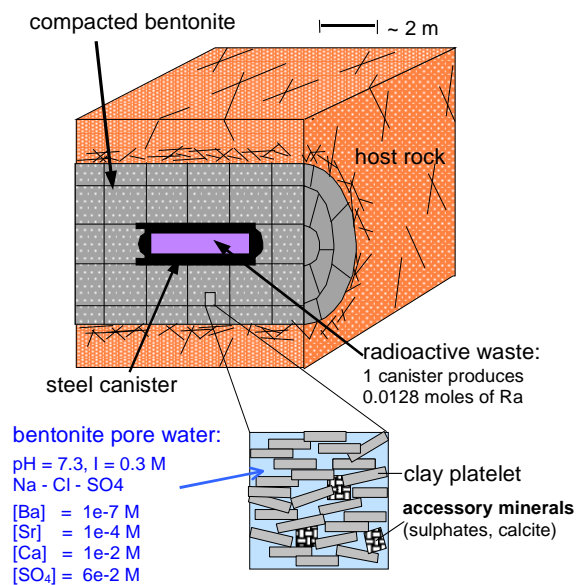 compacted bentonite
~ 2 m
host rock
radioactive waste:
1 canister produces
0.0128 moles of Ra
steel canister
bentonite pore water:
pH = 7.3, I = 0.3 M
Na - Cl - SO4
[Ba] = 1e-7 M
[Sr] = 1e-4 M
[Ca] = 1e-2 M
[SO₄] = 6e-2 M
clay platelet
accessory minerals
(sulphates, calcite)